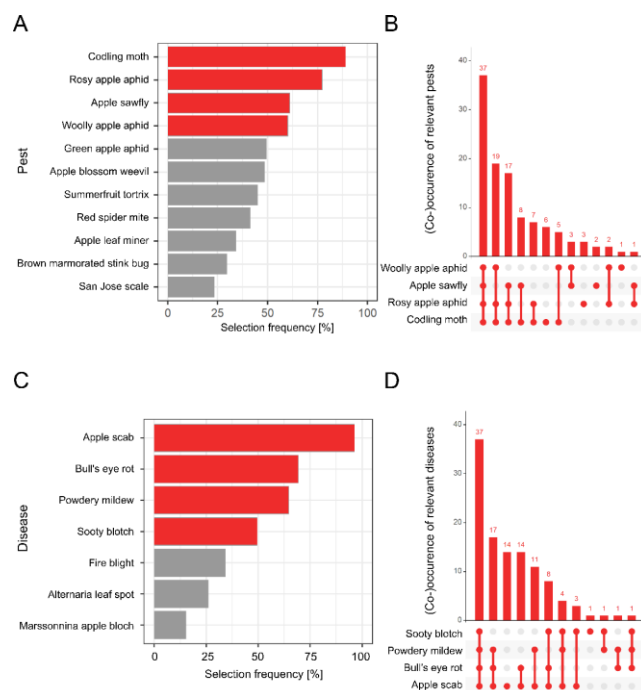 A
Pest
Codling moth
Rosy apple aphid
Apple sawfly
Woolly apple aphid
Green apple aphid
Apple blossom weevil
Summerfruit tortrix
Red spider mite
Apple leaf miner
Brown marmorated stink bug
San Jose scale
0 25 50 75 100
Selection frequency [%]
B
(Co-)occurence of relevant pests
40
30
20
10
0
37 19 17 8 7 6 5 3 3 2 2 1 1
Woolly apple aphid
Apple sawfly
Rosy apple aphid
Codling moth
C
Disease
Apple scab
Bull's eye rot
Powdery mildew
Sooty blotch
Fire blight
Alternaria leaf spot
Marssonnina apple bloch
0 25 50 75 100
Selection frequency [%]
D
(Co-)occurence of relevant diseases
40
30
20
10
0
37 17 14 14 11 8 4 3 1 1 1 1
Sooty blotch
Powdery mildew
Bull's eye rot
Apple scab